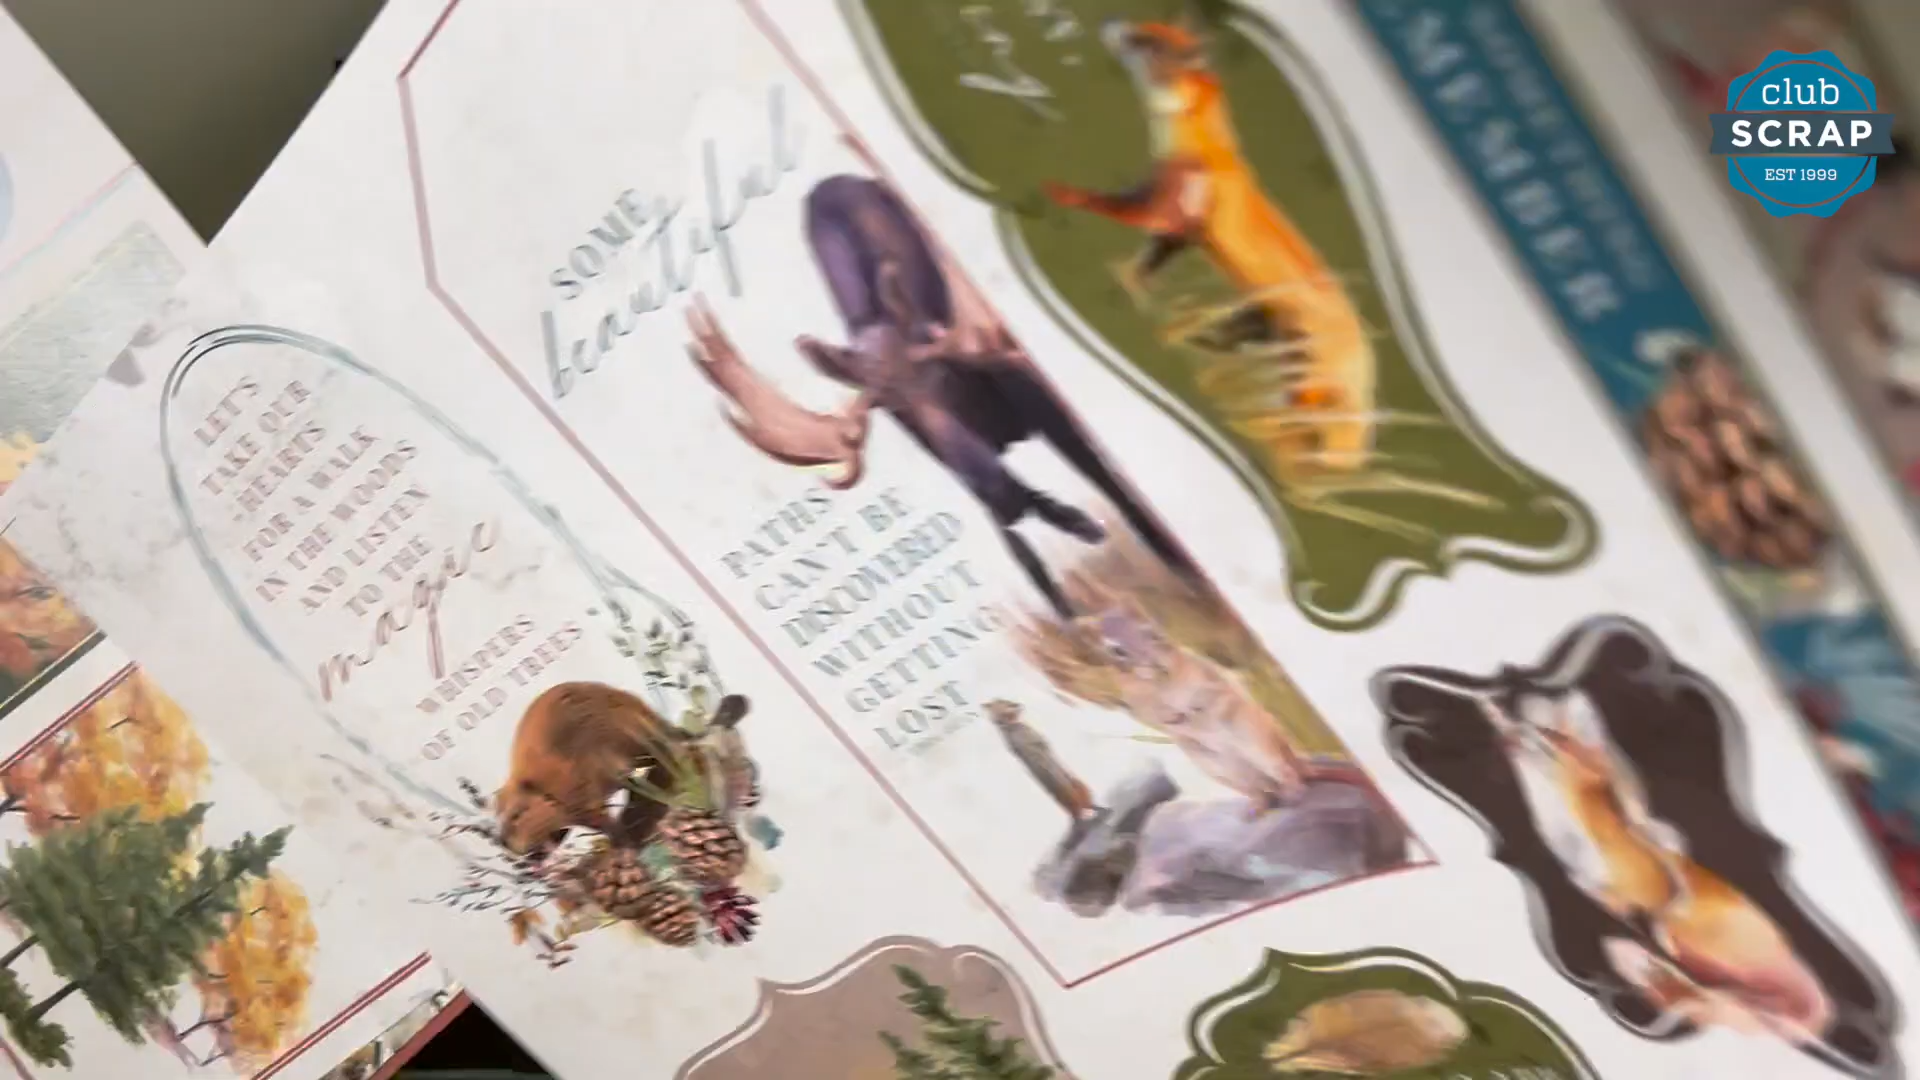 club
SCRAP
EST 1999
SOME
beautiful
PATHS
CAN'T BE
DISCOVERED
WITHOUT
GETTING
LOST
LET'S
TAKE OUR
HEARTS
FOR A WALK
IN THE WOODS
AND LISTEN
TO THE
magic
WHISPERS
OF OLD TREES